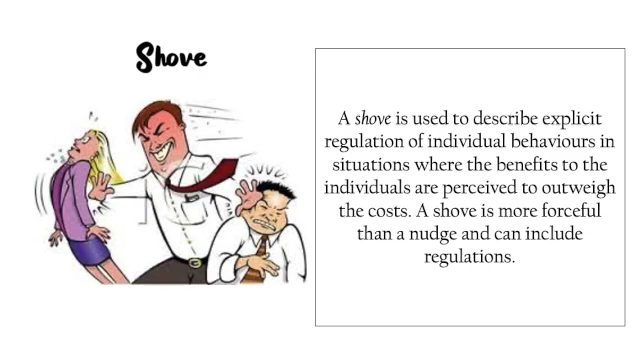 Shove
A shove is used to describe explicit
regulation of individual behaviours in
situations where the benefits to the
individuals are perceived to outweigh
the costs. A shove is more forceful
than a nudge and can include
regulations.